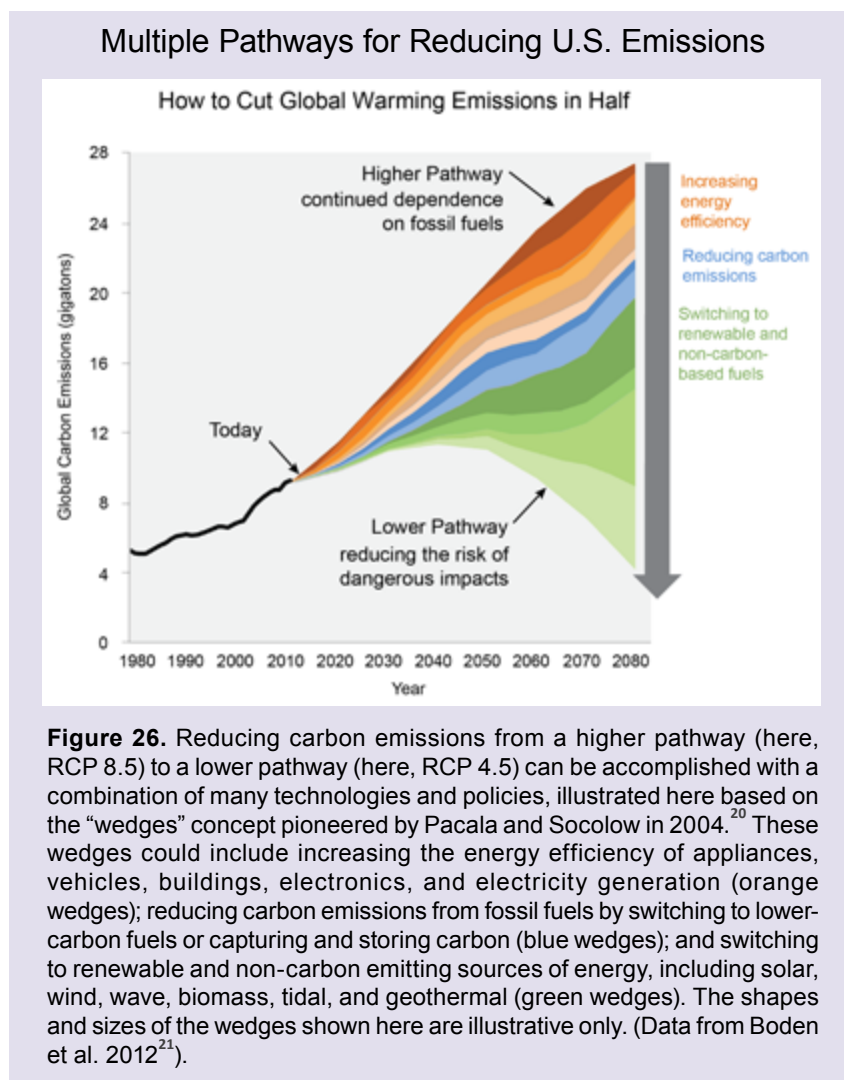 Multiple Pathways for Reducing U.S. Emissions
How to Cut Global Warming Emissions in Half
28
24
20
16
12
8
4
0
Global Carbon Emissions (gigatons)
Higher Pathway
continued dependence
on fossil fuels
Today
Lower Pathway
reducing the risk of
dangerous impacts
Increasing
energy
efficiency
Reducing carbon
emissions
Switching to
renewable and
non-carbon-
based fuels
1980 1990 2000 2010 2020 2030 2040 2050 2060 2070 2080
Year
Figure 26. Reducing carbon emissions from a higher pathway (here,
RCP 8.5) to a lower pathway (here, RCP 4.5) can be accomplished with a
combination of many technologies and policies, illustrated here based on
the “wedges” concept pioneered by Pacala and Socolow in 2004.20 These
wedges could include increasing the energy efficiency of appliances,
vehicles, buildings, electronics, and electricity generation (orange
wedges); reducing carbon emissions from fossil fuels by switching to lower-
carbon fuels or capturing and storing carbon (blue wedges); and switching
to renewable and non-carbon emitting sources of energy, including solar,
wind, wave, biomass, tidal, and geothermal (green wedges). The shapes
and sizes of the wedges shown here are illustrative only. (Data from Boden
et al. 201221).